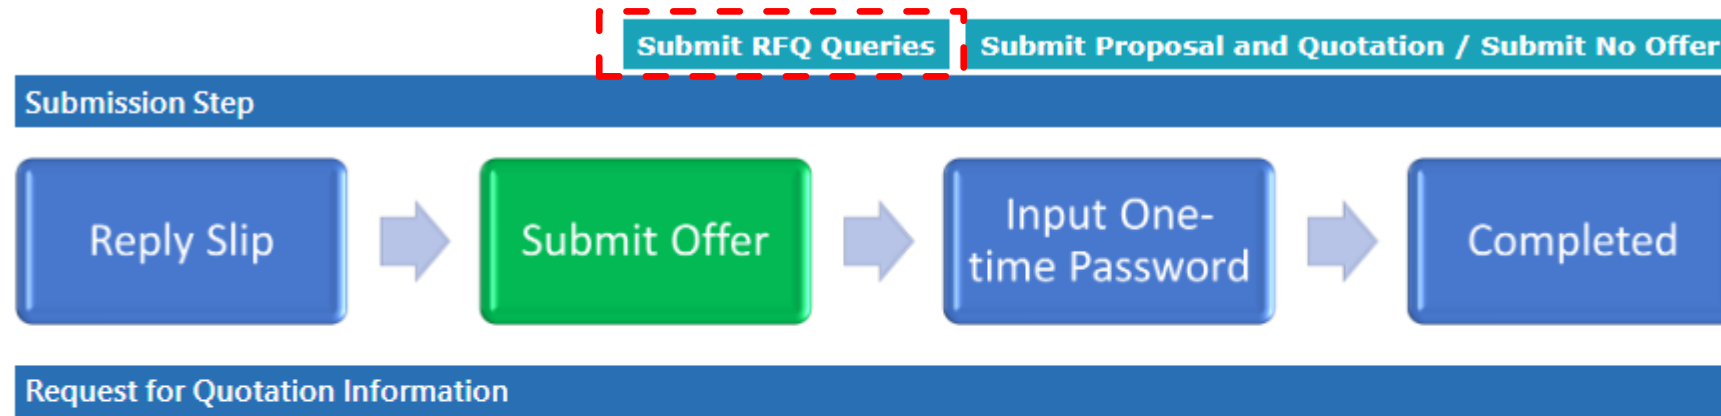 Submit RFQ Queries
Submit Proposal and Quotation / Submit No Offer
Submission Step
Reply Slip
Submit Offer
Input One-
time Password
Completed
Request for Quotation Information